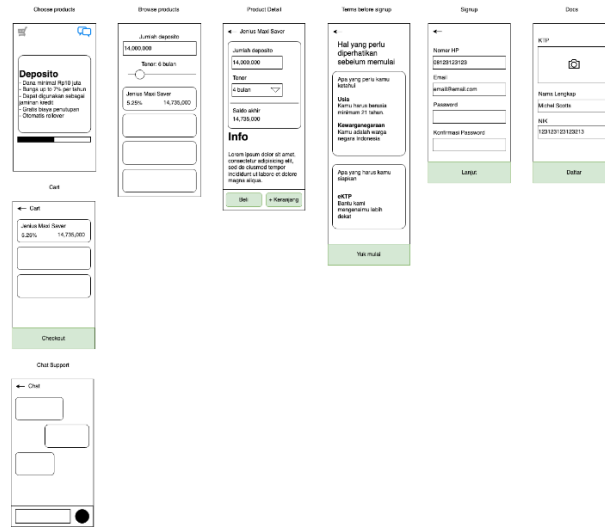 Choose products
Deposito
- Dana minimal Rp10 juta
- Bunga up to 7% per tahun
- Dapat digunakan sebagai
jaminan kredit
- Gratis biaya penutupan
- Otomatis rollover
Browse products
Jumlah deposito
14,000,000
Tenor: 6 bulan
Jenius Maxi Saver
5.25% 14,735,000
Product Detail
Jenius Maxi Saver
Jumlah deposito
14,000,000
Tenor
4 bulan
Saldo akhir
14,735,000
Info
Lorem ipsum dolor sit amet,
consectetur adipisicing elit,
sed do eiusmod tempor
incididunt ut labore et dolore
magna aliqua.
Beli
+ Keranjang
Terms before signup
Hal yang perlu
diperhatikan
sebelum memulai
Apa yang perlu kamu
ketahui
Usia
Kamu harus berusia
minimum 21 tahun.
Kewarganegaraan
Kamu adalah warga
negara Indonesia
Apa yang harus kamu
siapkan
eKTP
Bantu kami
mengenalmu lebih
dekat
Yuk mulai
Signup
Nomor HP
08123123123
Email
email@email.com
Password
Konfirmasi Password
Lanjut
Docs
KTP
Nama Lengkap
Michel Scotts
NIK
123123123123213
Daftar
Cart
Cart
Jenius Maxi Saver
5.25% 14,735,000
Checkout
Chat Support
Chat